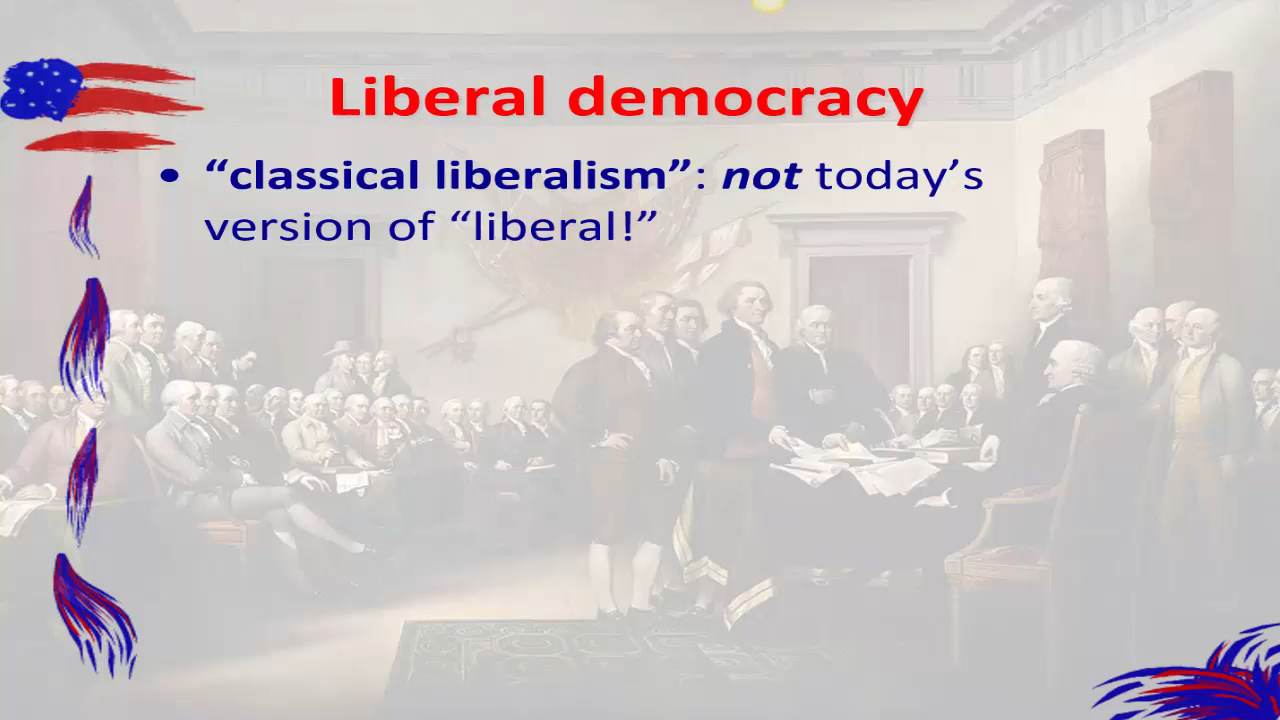 Liberal democracy
• “classical liberalism”: not today’s
version of “liberal!”